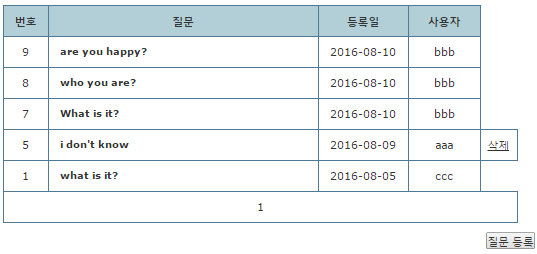 번호 질문 등록일 사용자
9 are you happy? 2016-08-10 bbb
8 who you are? 2016-08-10 bbb
7 What is it? 2016-08-10 bbb
5 i don't know 2016-08-09 aaa 삭제
1 what is it? 2016-08-05 ccc
1
질문 등록